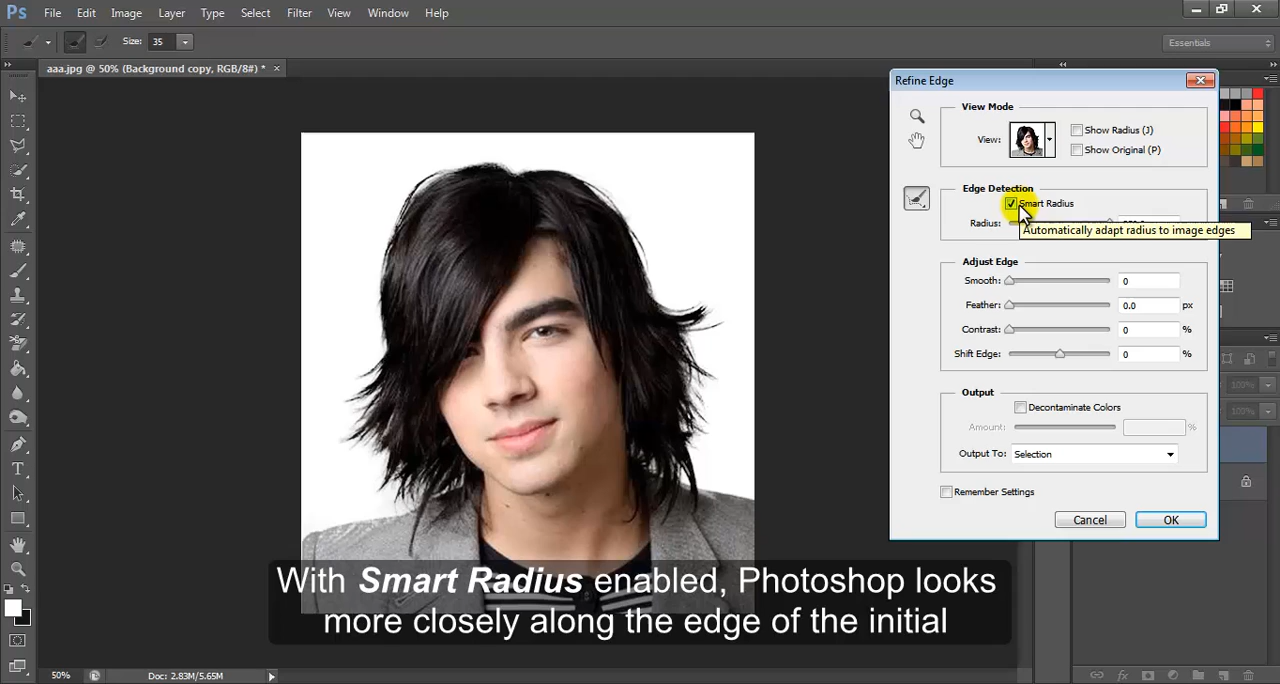 Ps File Edit Image Layer Type Select Filter View Window Help
Size: 35
Essentials
aaa.jpg @ 50% (Background copy, RGB/8#) *
Refine Edge
View Mode
View:
Show Radius (J)
Show Original (P)
Edge Detection
Smart Radius
Radius:
Automatically adapt radius to image edges
Adjust Edge
Smooth: 0
Feather: 0.0 px
Contrast: 0 %
Shift Edge: 0 %
Output
Decontaminate Colors
Amount: %
Output To: Selection
Remember Settings
Cancel OK
100%
100%
With Smart Radius enabled, Photoshop looks
more closely along the edge of the initial
50% Doc: 2.83M/5.65M